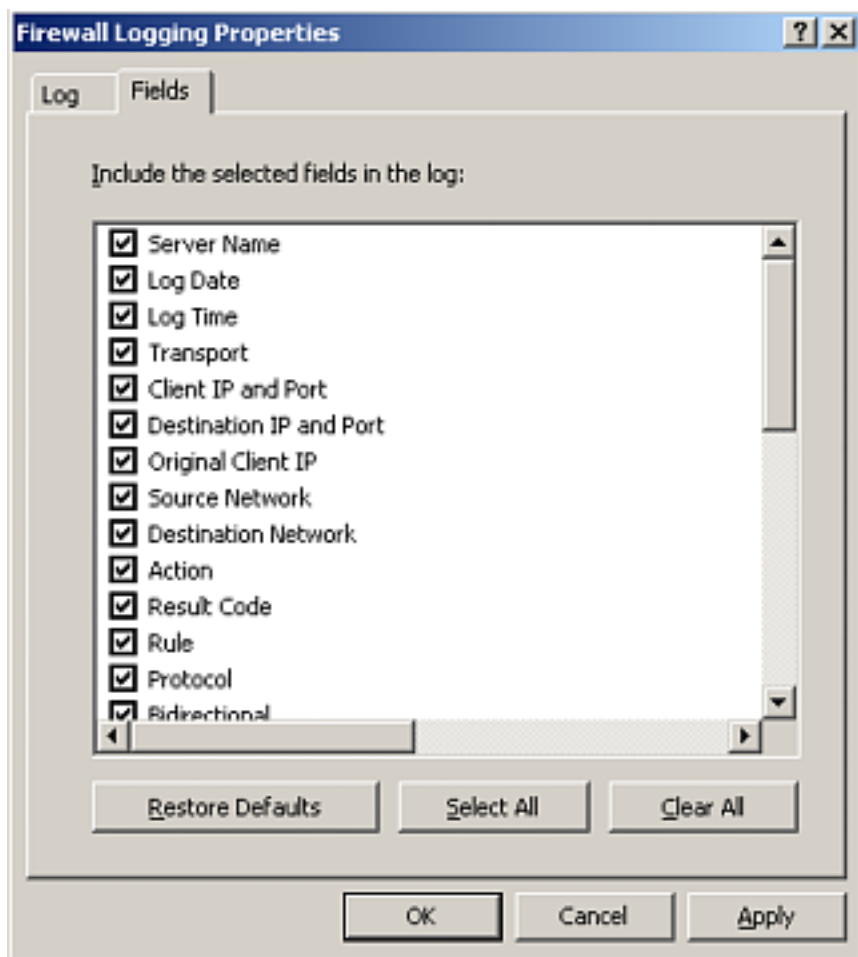 Firewall Logging Properties
Log Fields
Include the selected fields in the log:
Server Name
Log Date
Log Time
Transport
Client IP and Port
Destination IP and Port
Original Client IP
Source Network
Destination Network
Action
Result Code
Rule
Protocol
Bidirectional
Restore Defaults Select All Clear All
OK Cancel Apply